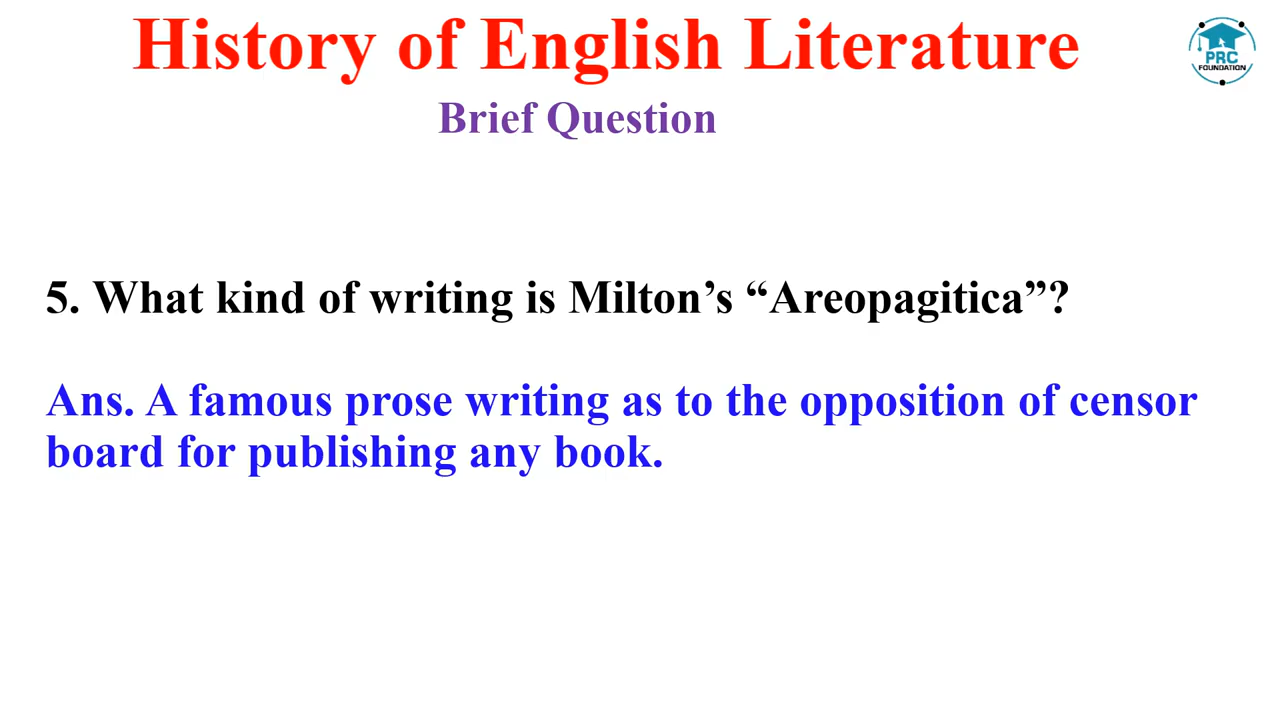 History of English Literature
PRC
FOUNDATION
Brief Question
5. What kind of writing is Milton’s “Areopagitica”?
Ans. A famous prose writing as to the opposition of censor
board for publishing any book.